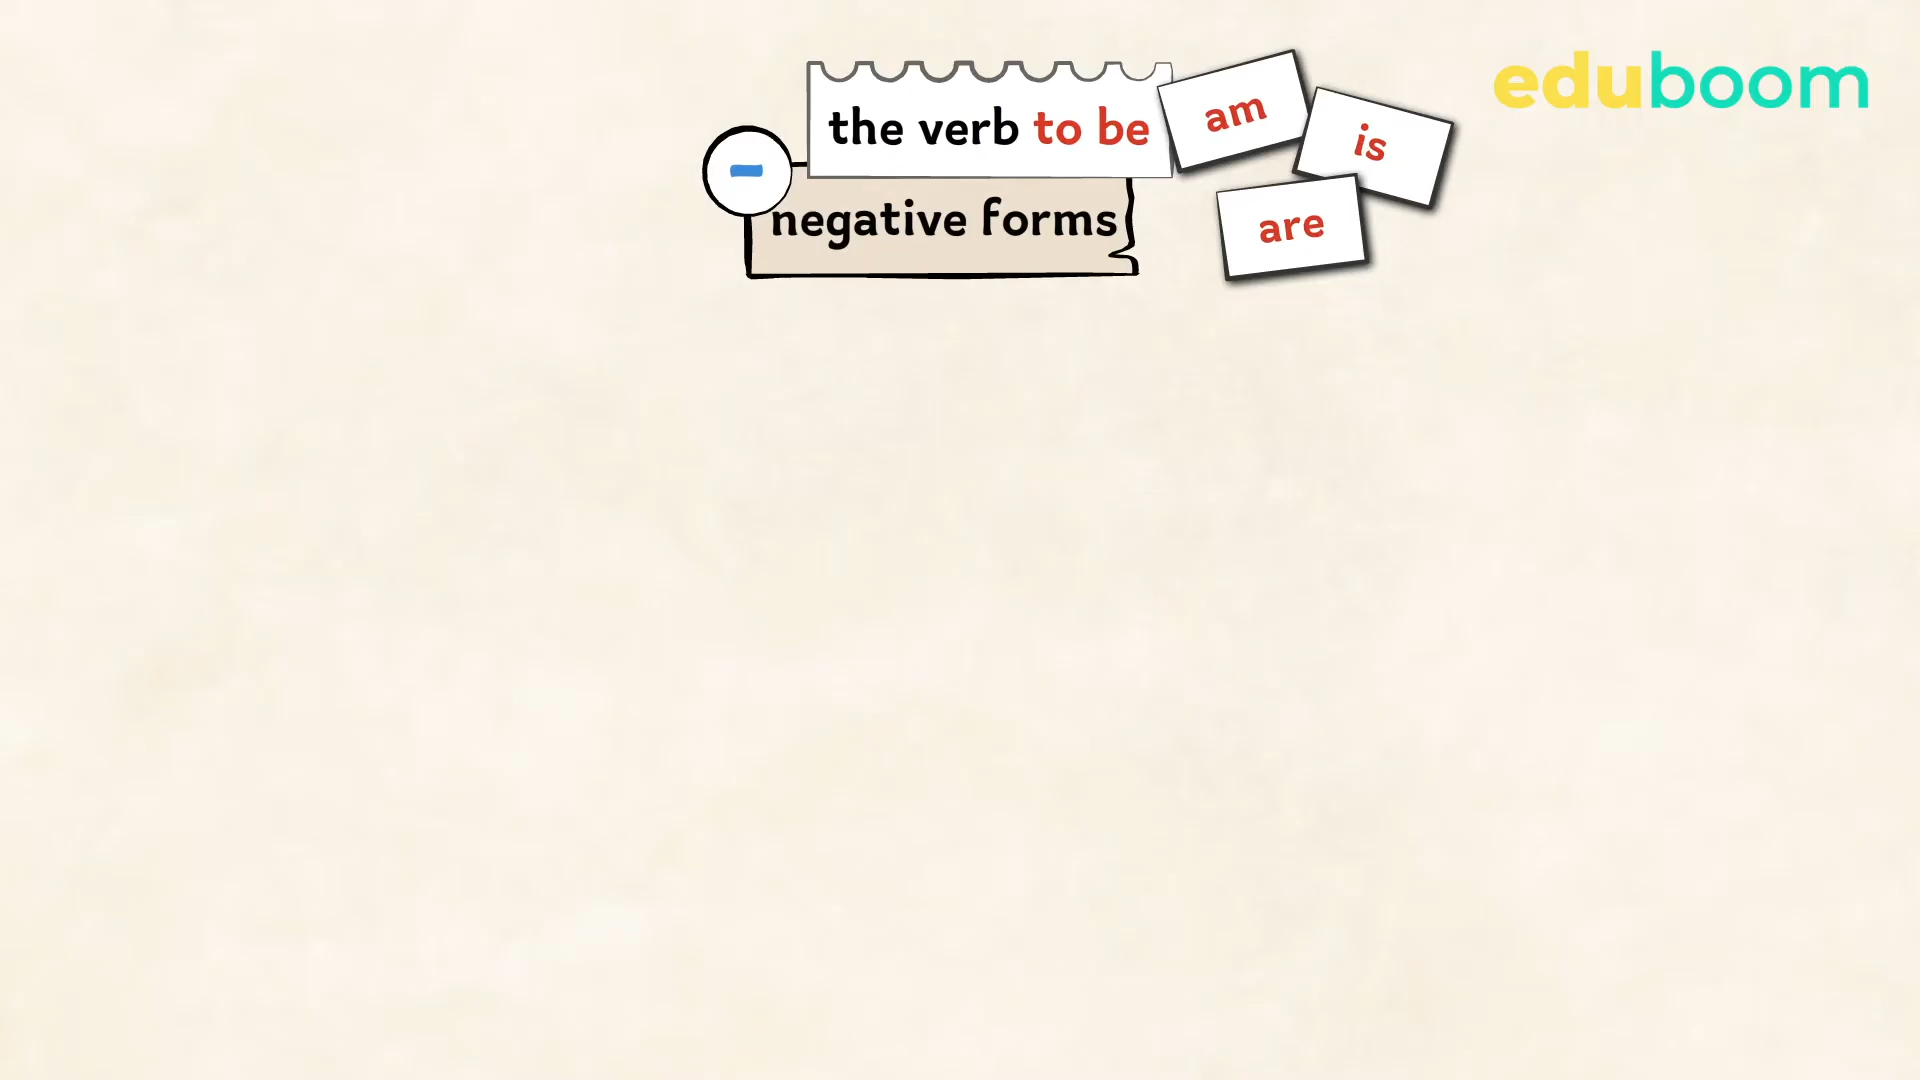 the verb to be
am
is
are
eduboom
-
negative forms